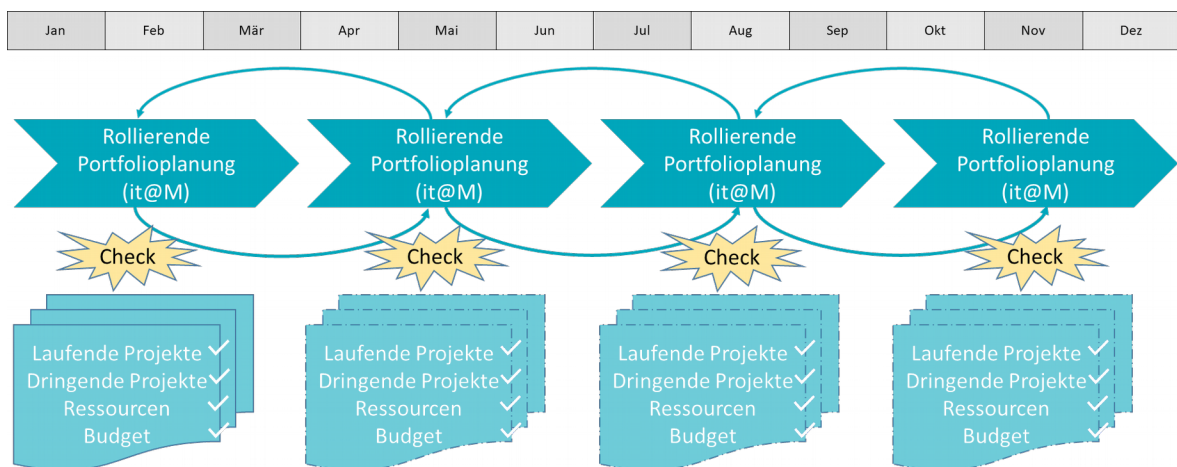 Jan Feb Mär Apr Mai Jun Jul Aug Sep Okt Nov Dez
Rollierende
Portfolioplanung
(it@M)
Rollierende
Portfolioplanung
(it@M)
Rollierende
Portfolioplanung
(it@M)
Rollierende
Portfolioplanung
(it@M)
Check
Check
Check
Check
Laufende Projekte
Dringende Projekte
Ressourcen
Budget
Laufende Projekte
Dringende Projekte
Ressourcen
Budget
Laufende Projekte
Dringende Projekte
Ressourcen
Budget
Laufende Projekte
Dringende Projekte
Ressourcen
Budget